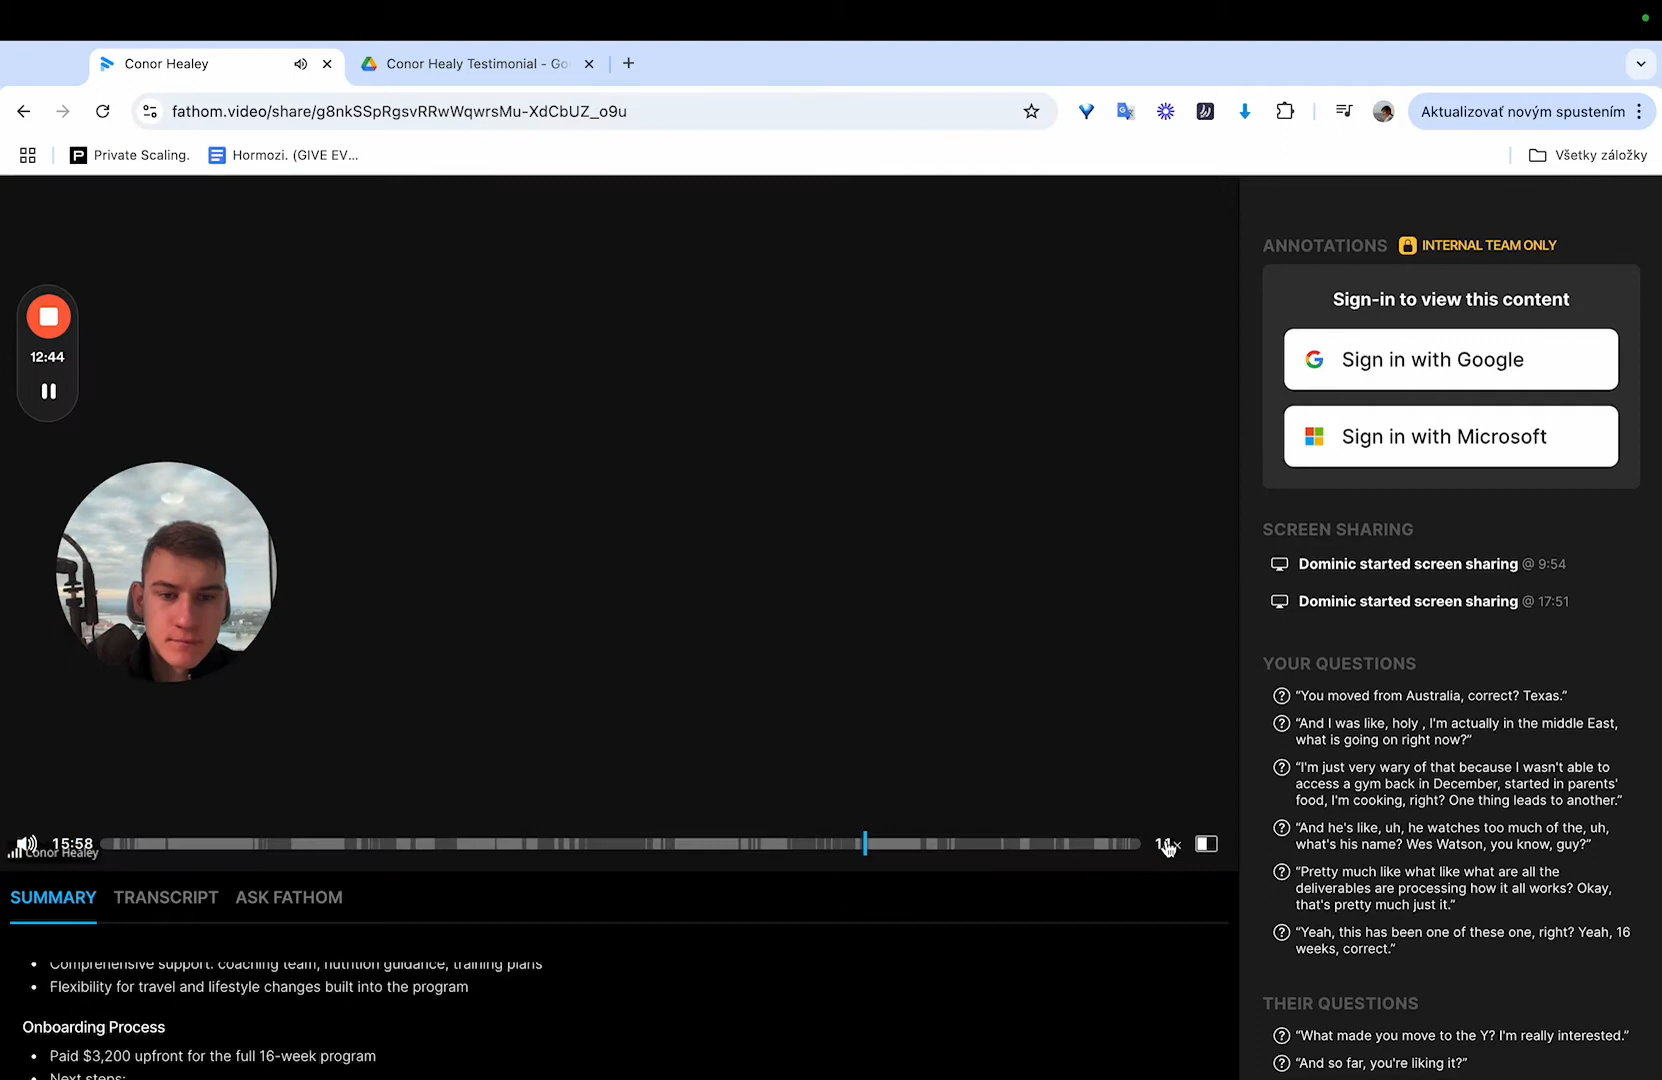 Conor Healey
Conor Healy Testimonial - Go
fathom.video/share/g8nkSSpRgsvRRwWqwrsMu-XdCbUZ_o9u
Aktualizovať novým spustením
Private Scaling.
Hormozi. (GIVE EV...
Všetky záložky
12:44
ANNOTATIONS INTERNAL TEAM ONLY
Sign-in to view this content
Sign in with Google
Sign in with Microsoft
SCREEN SHARING
Dominic started screen sharing @ 9:54
Dominic started screen sharing @ 17:51
YOUR QUESTIONS
“You moved from Australia, correct? Texas.”
“And I was like, holy , I'm actually in the middle East,
what is going on right now?”
“I'm just very wary of that because I wasn't able to
access a gym back in December, started in parents'
food, I'm cooking, right? One thing leads to another.”
“And he's like, uh, he watches too much of the, uh,
what's his name? Wes Watson, you know, guy?”
“Pretty much like what like what are all the
deliverables are processing how it all works? Okay,
that's pretty much just it.”
“Yeah, this has been one of these one, right? Yeah, 16
weeks, correct.”
THEIR QUESTIONS
“What made you move to the Y? I'm really interested.”
“And so far, you're liking it?”
15:58
Conor Healey
SUMMARY TRANSCRIPT ASK FATHOM
Comprehensive support: coaching team, nutrition guidance, training plans
Flexibility for travel and lifestyle changes built into the program
Onboarding Process
Paid $3,200 upfront for the full 16-week program
Next steps: